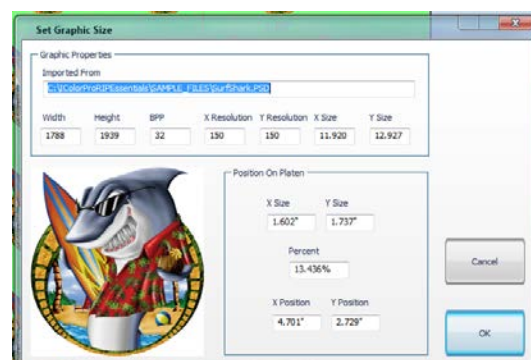 Set Graphic Size
Graphic Properties
Imported From
C:\IColorProRIPEssentials\SAMPLE_FILES\SurfShark.PSD
Width Height BPP X Resolution Y Resolution X Size Y Size
1788 1939 32 150 150 11.920 12.927
Position On Platen
X Size Y Size
1.602" 1.737"
Percent
13.436%
X Position Y Position
4.701" 2.729"
Cancel
OK